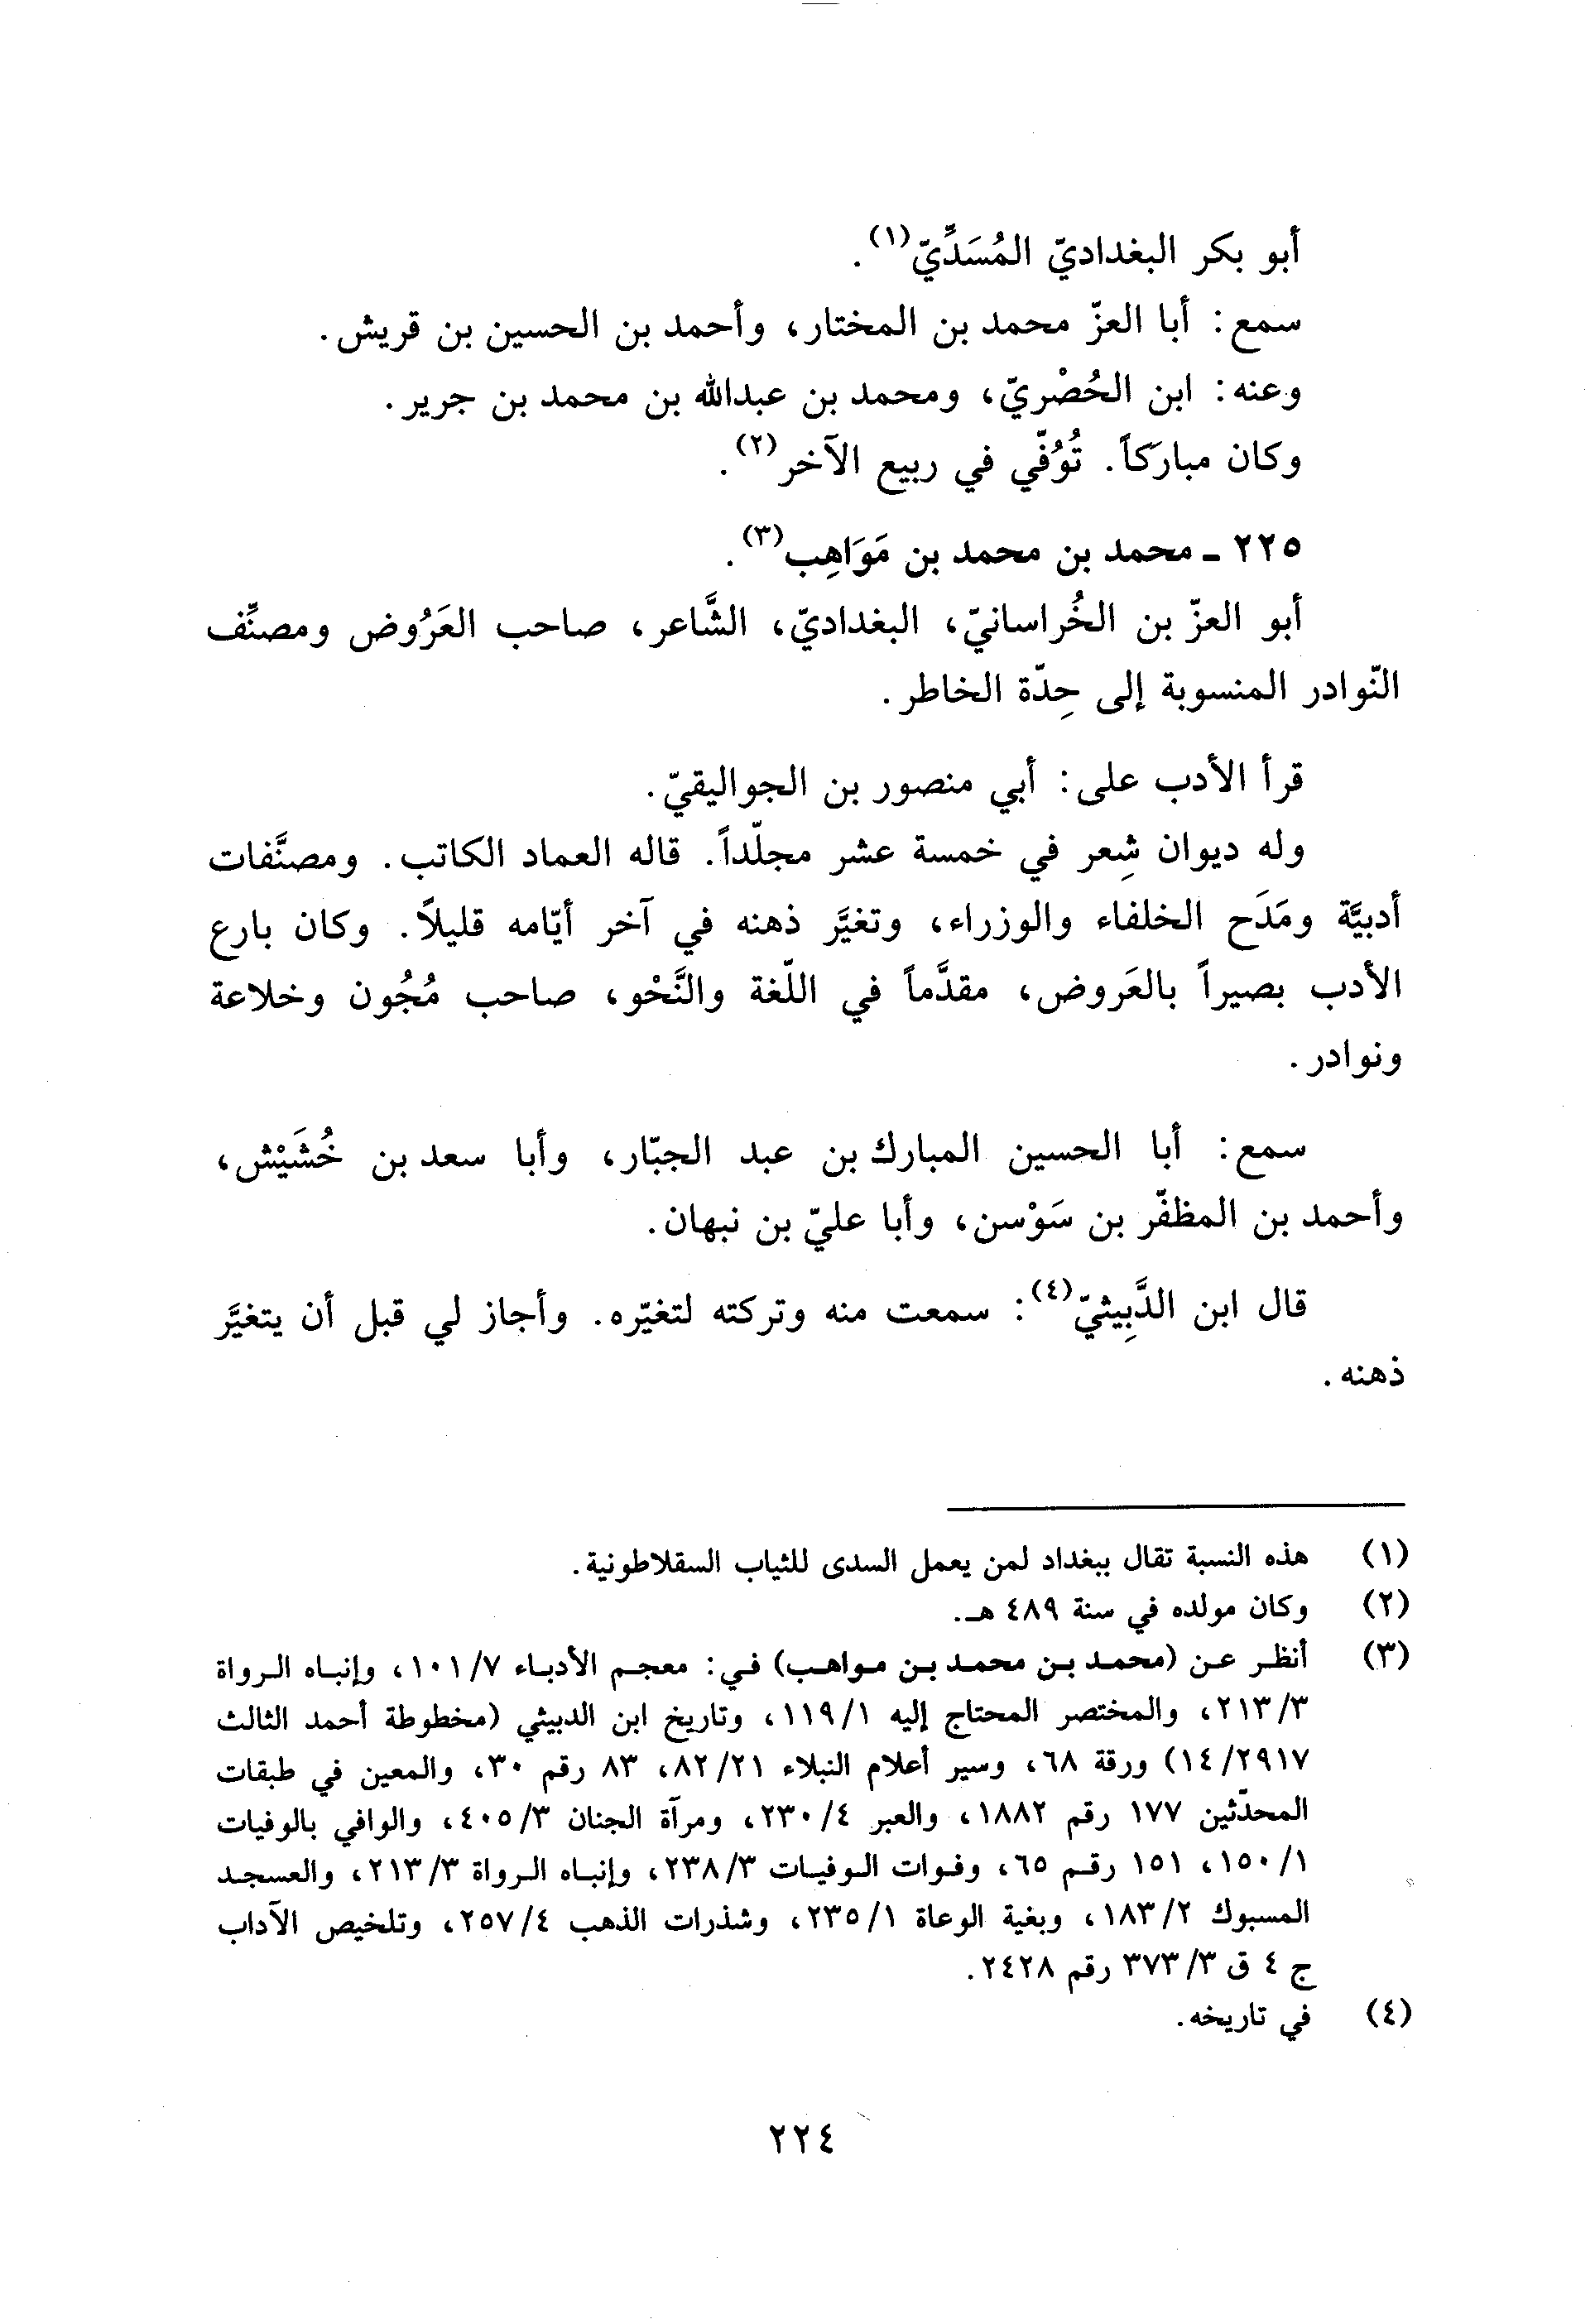 أبو بكر البغداديّ المُسَدِّيّ(١).
سمع: أبا العزّ محمد بن المختار، وأحمد بن الحسين بن قريش.
وعنه: ابن الحُصْريّ، ومحمد بن عبدالله بن محمد بن جرير.
وكان مباركَاً. تُوُفّي في ربيع الآخر(٢).
٢٢٥ ـ محمد بن محمد بن مَوَاهِب(٣).
أبو العزّ بن الخُراسانيّ، البغداديّ، الشَّاعر، صاحب العَرُوض ومصنِّف
النّوادر المنسوبة إلى حِدّة الخاطر.
قرأ الأدب على: أبي منصور بن الجواليقيّ.
وله ديوان شِعر في خمسة عشر مجلّداً. قاله العماد الكاتب. ومصنَّفات
أدبيَّة ومَدَح الخلفاء والوزراء، وتغيَّر ذهنه في آخر أيّامه قليلاً. وكان بارع
الأدب بصيراً بالعَروض، مقدَّماً في اللّغة والنَّحْو، صاحب مُجُون وخلاعة
ونوادر.
سمع: أبا الحسين المبارك بن عبد الجبّار، وأبا سعد بن خُشَيْش،
وأحمد بن المظفّر بن سَوْسن، وأبا عليّ بن نبهان.
قال ابن الدَّبِيثيّ(٤): سمعت منه وتركته لتغيّره. وأجاز لي قبل أن يتغيَّر
ذهنه.
(١) هذه النسبة تقال ببغداد لمن يعمل السدى للثياب السقلاطونية.
(٢) وكان مولده في سنة ٤٨٩ هـ.
(٣) أنظر عن (محمد بن محمد بن مواهب) في: معجم الأدباء ٧/١٠١، وإنباه الرواة
٣/٢١٣، والمختصر المحتاج إليه ١/١١٩، وتاريخ ابن الدبيثي (مخطوطة أحمد الثالث
٢٩١٧/١٤) ورقة ٦٨، وسير أعلام النبلاء ٢١/٨٢، ٨٣ رقم ٣٠، والمعين في طبقات
المحدّثين ١٧٧ رقم ١٨٨٢، والعبر ٤/٢٣٠، ومرآة الجنان ٣/٤٠٥، والوافي بالوفيات
١/١٥٠، ١٥١ رقم ٦٥، وفوات الوفيات ٣/٢٣٨، وإنباه الرواة ٣/٢١٣، والعسجد
المسبوك ٢/١٨٣، وبغية الوعاة ١/٢٣٥، وشذرات الذهب ٤/٢٥٧، وتلخيص الآداب
ج ٤ ق ٣/٣٧٣ رقم ٢٤٢٨.
(٤) في تاريخه.
٢٢٤